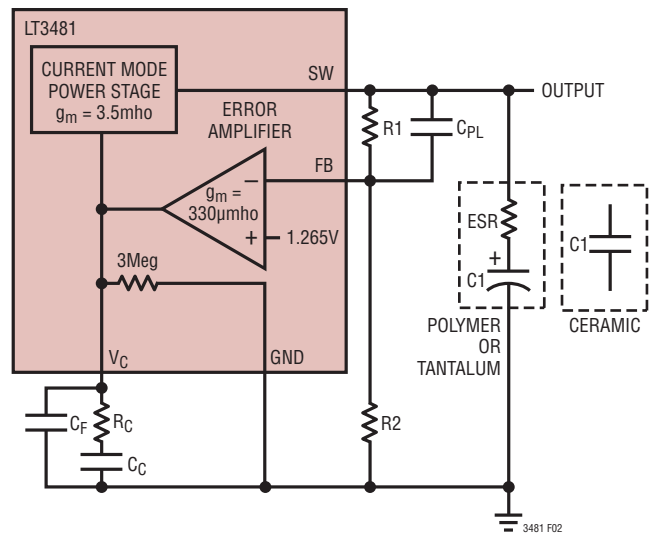 LT3481
CURRENT MODE
POWER STAGE
gm = 3.5mho
SW
OUTPUT
ERROR
AMPLIFIER
R1
CPL
FB
–
gm =
330µmho
+
1.265V
ESR
+
C1
C1
3Meg
POLYMER
OR
TANTALUM
CERAMIC
VC
GND
CF
RC
R2
CC
3481 F02